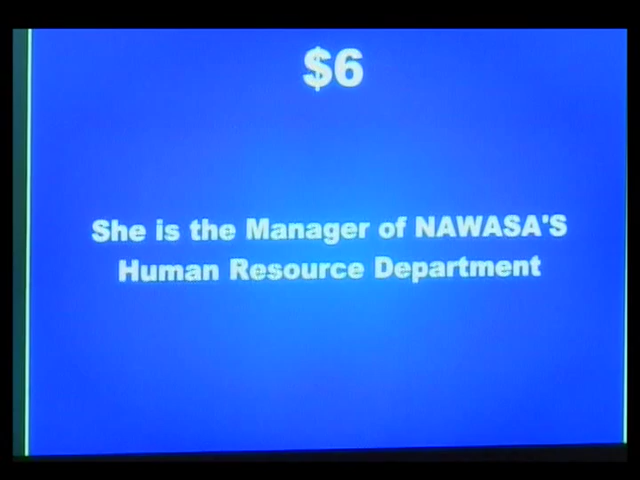 $6
She is the Manager of NAWASA'S
Human Resource Department